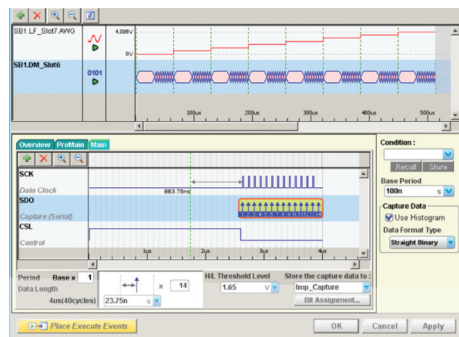 SB1.LF_Slot7.AWG
4.096V
0V
SB1.DM_Slot6
0101
100us 200us 300us 400us 500us
Overview PreMain Main
Condition :
Recall Store
Base Period
100n s
Capture Data
Use Histogram
Data Format Type
Straight Binary
SCK
Data Clock
883.75ns
SDO
Capture (Serial)
CSL
Control
1us 2us 3us 4us
Period Base x 1
Data Length
4us(40cycles)
23.75n s
x 14
H/L Threshold Level
1.65 V
Store the capture data to :
tmp_Capture
Bit Assignment...
Place Execute Events
OK Cancel Apply